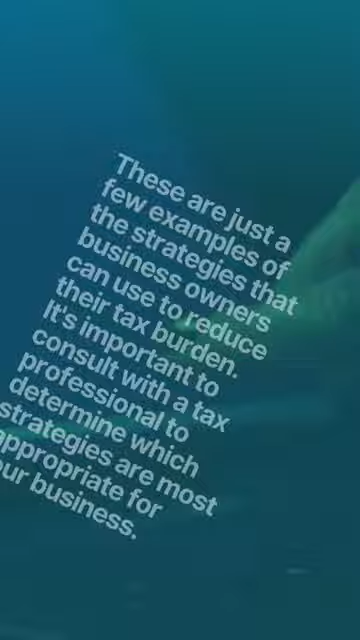 These are just a
few examples of
the strategies that
business owners
can use to reduce
their tax burden.
It's important to
consult with a tax
professional to
determine which
strategies are most
appropriate for
our business.